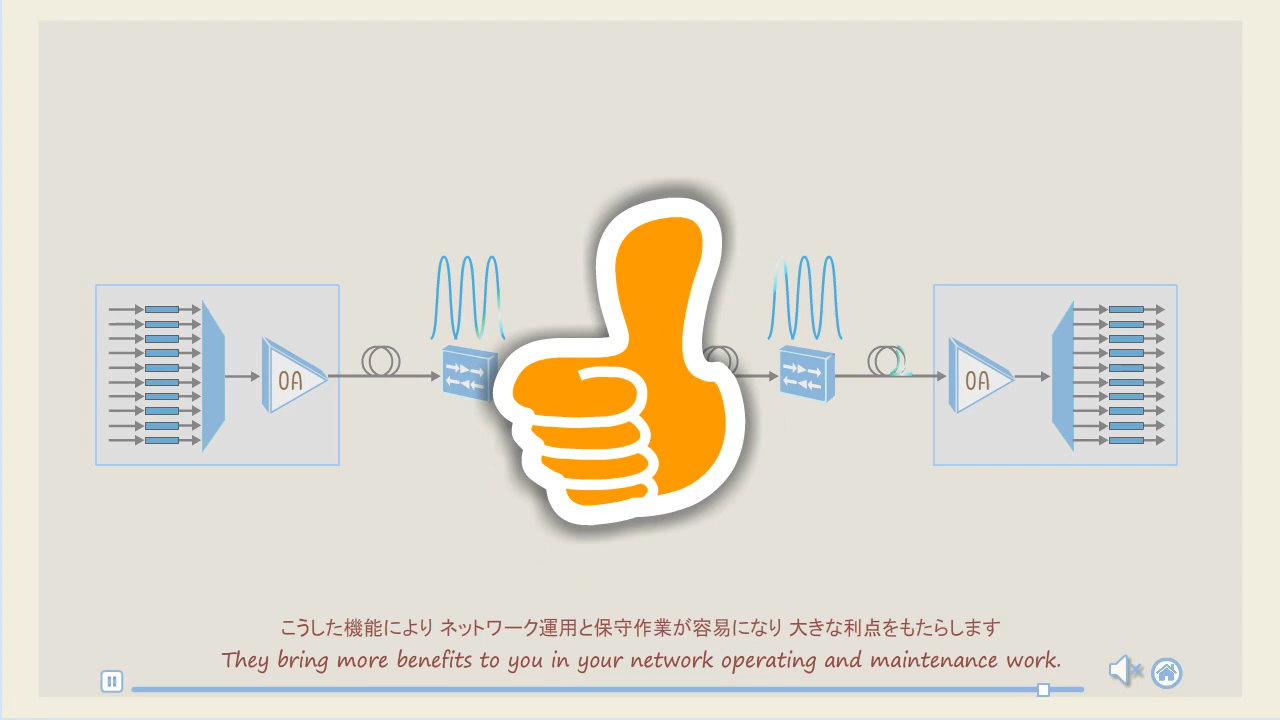 OA
OA
こうした機能により ネットワーク運用と保守作業が容易になり 大きな利点をもたらします
They bring more benefits to you in your network operating and maintenance work.